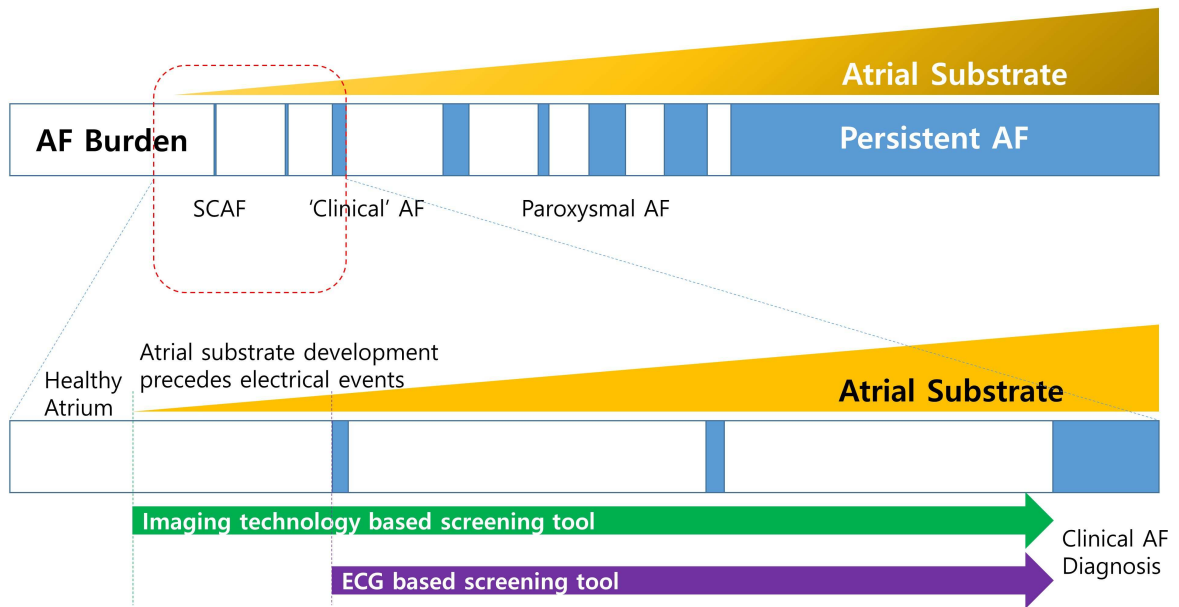 Atrial Substrate
AF Burden
Persistent AF
SCAF
‘Clinical’ AF
Paroxysmal AF
Atrial substrate development
precedes electrical events
Healthy
Atrium
Atrial Substrate
Imaging technology based screening tool
ECG based screening tool
Clinical AF
Diagnosis